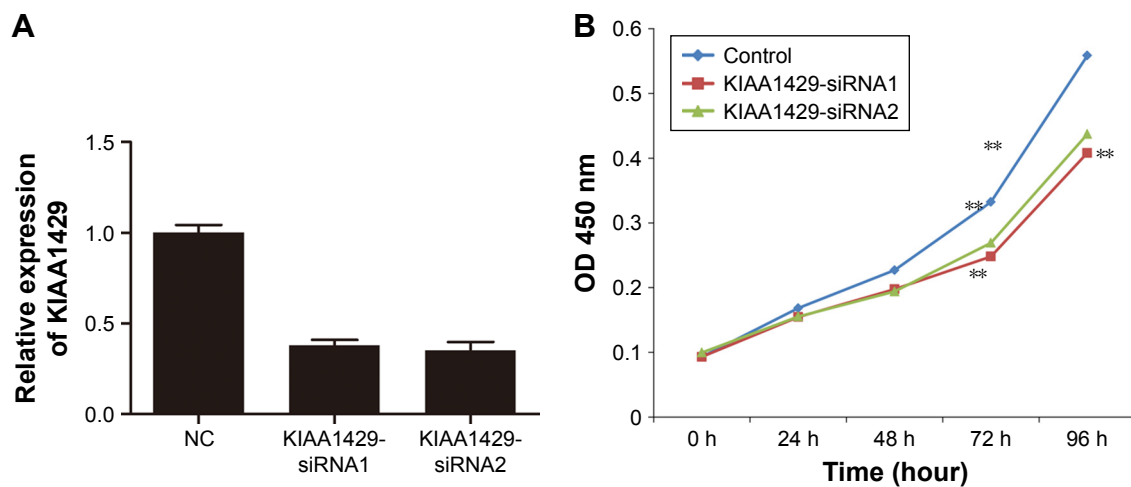 A
Relative expression
of KIAA1429
1.5
1.0
0.5
0.0
NC
KIAA1429-
siRNA1
KIAA1429-
siRNA2
B
OD 450 nm
0.6
0.5
0.4
0.3
0.2
0.1
0
Control
KIAA1429-siRNA1
KIAA1429-siRNA2
**
**
**
**
0 h
24 h
48 h
72 h
96 h
Time (hour)